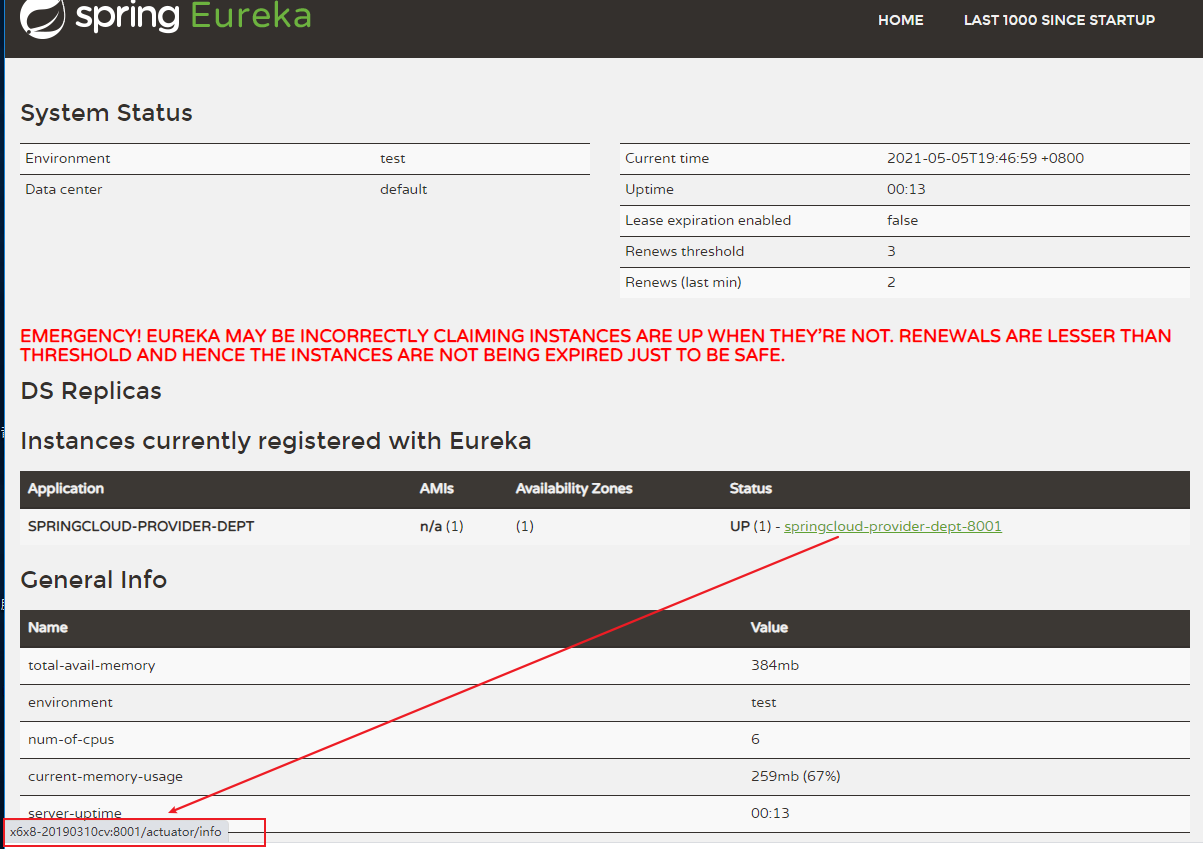 spring Eureka
HOME LAST 1000 SINCE STARTUP
System Status
Environment test
Data center default
Current time 2021-05-05T19:46:59 +0800
Uptime 00:13
Lease expiration enabled false
Renews threshold 3
Renews (last min) 2
EMERGENCY! EUREKA MAY BE INCORRECTLY CLAIMING INSTANCES ARE UP WHEN THEY'RE NOT. RENEWALS ARE LESSER THAN
THRESHOLD AND HENCE THE INSTANCES ARE NOT BEING EXPIRED JUST TO BE SAFE.
DS Replicas
Instances currently registered with Eureka
Application AMIs Availability Zones Status
SPRINGCLOUD-PROVIDER-DEPT n/a (1) (1) UP (1) - springcloud-provider-dept-8001
General Info
Name Value
total-avail-memory 384mb
environment test
num-of-cpus 6
current-memory-usage 259mb (67%)
server-uptime 00:13
x6x8-20190310cv:8001/actuator/info